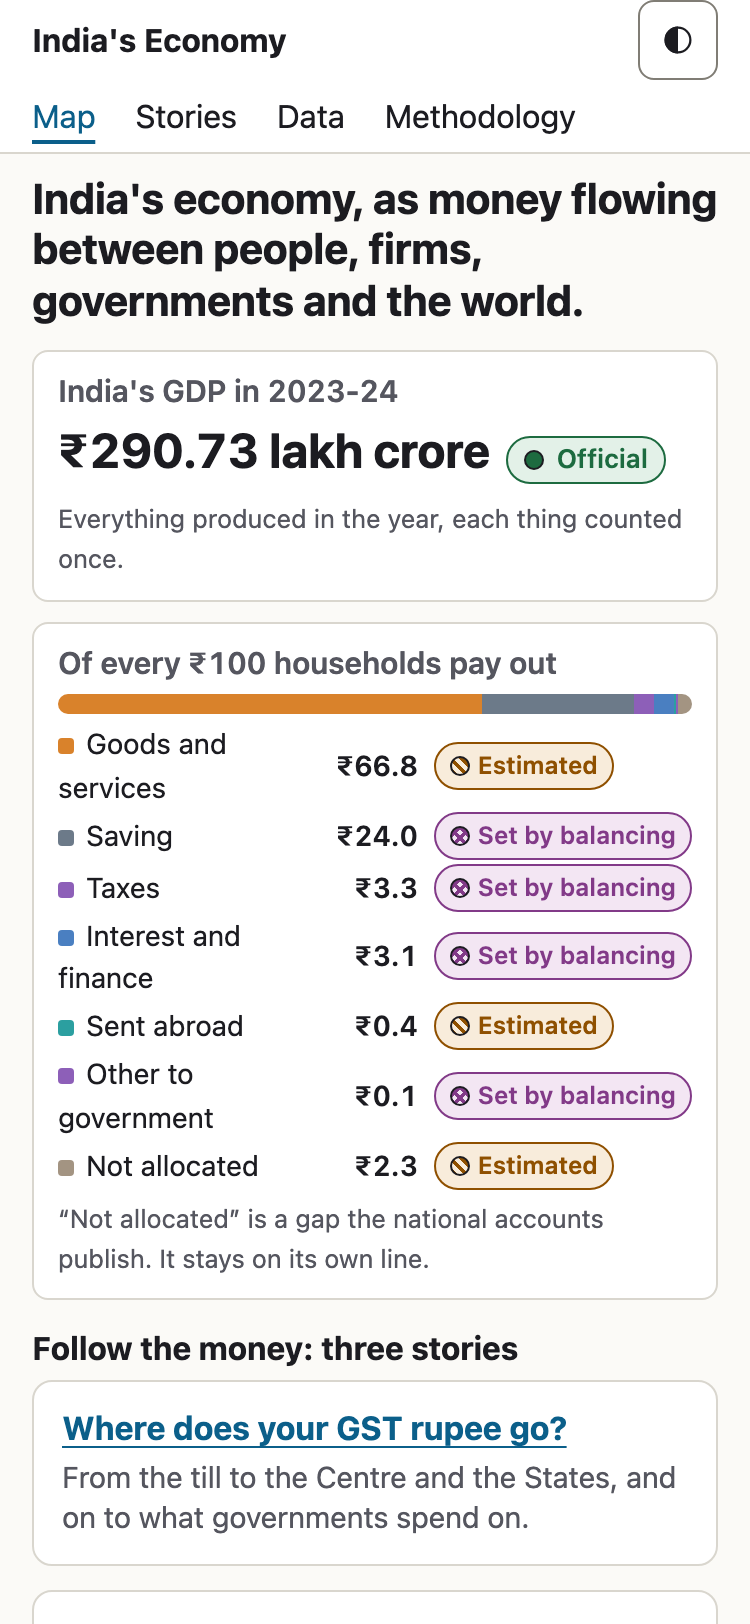 India's Economy
Map Stories Data Methodology
India's economy, as money flowing
between people, firms,
governments and the world.
India's GDP in 2023-24
₹290.73 lakh crore Official
Everything produced in the year, each thing counted
once.
Of every ₹100 households pay out
Goods and
services ₹66.8 Estimated
Saving ₹24.0 Set by balancing
Taxes ₹3.3 Set by balancing
Interest and
finance ₹3.1 Set by balancing
Sent abroad ₹0.4 Estimated
Other to
government ₹0.1 Set by balancing
Not allocated ₹2.3 Estimated
“Not allocated” is a gap the national accounts
publish. It stays on its own line.
Follow the money: three stories
Where does your GST rupee go?
From the till to the Centre and the States, and
on to what governments spend on.